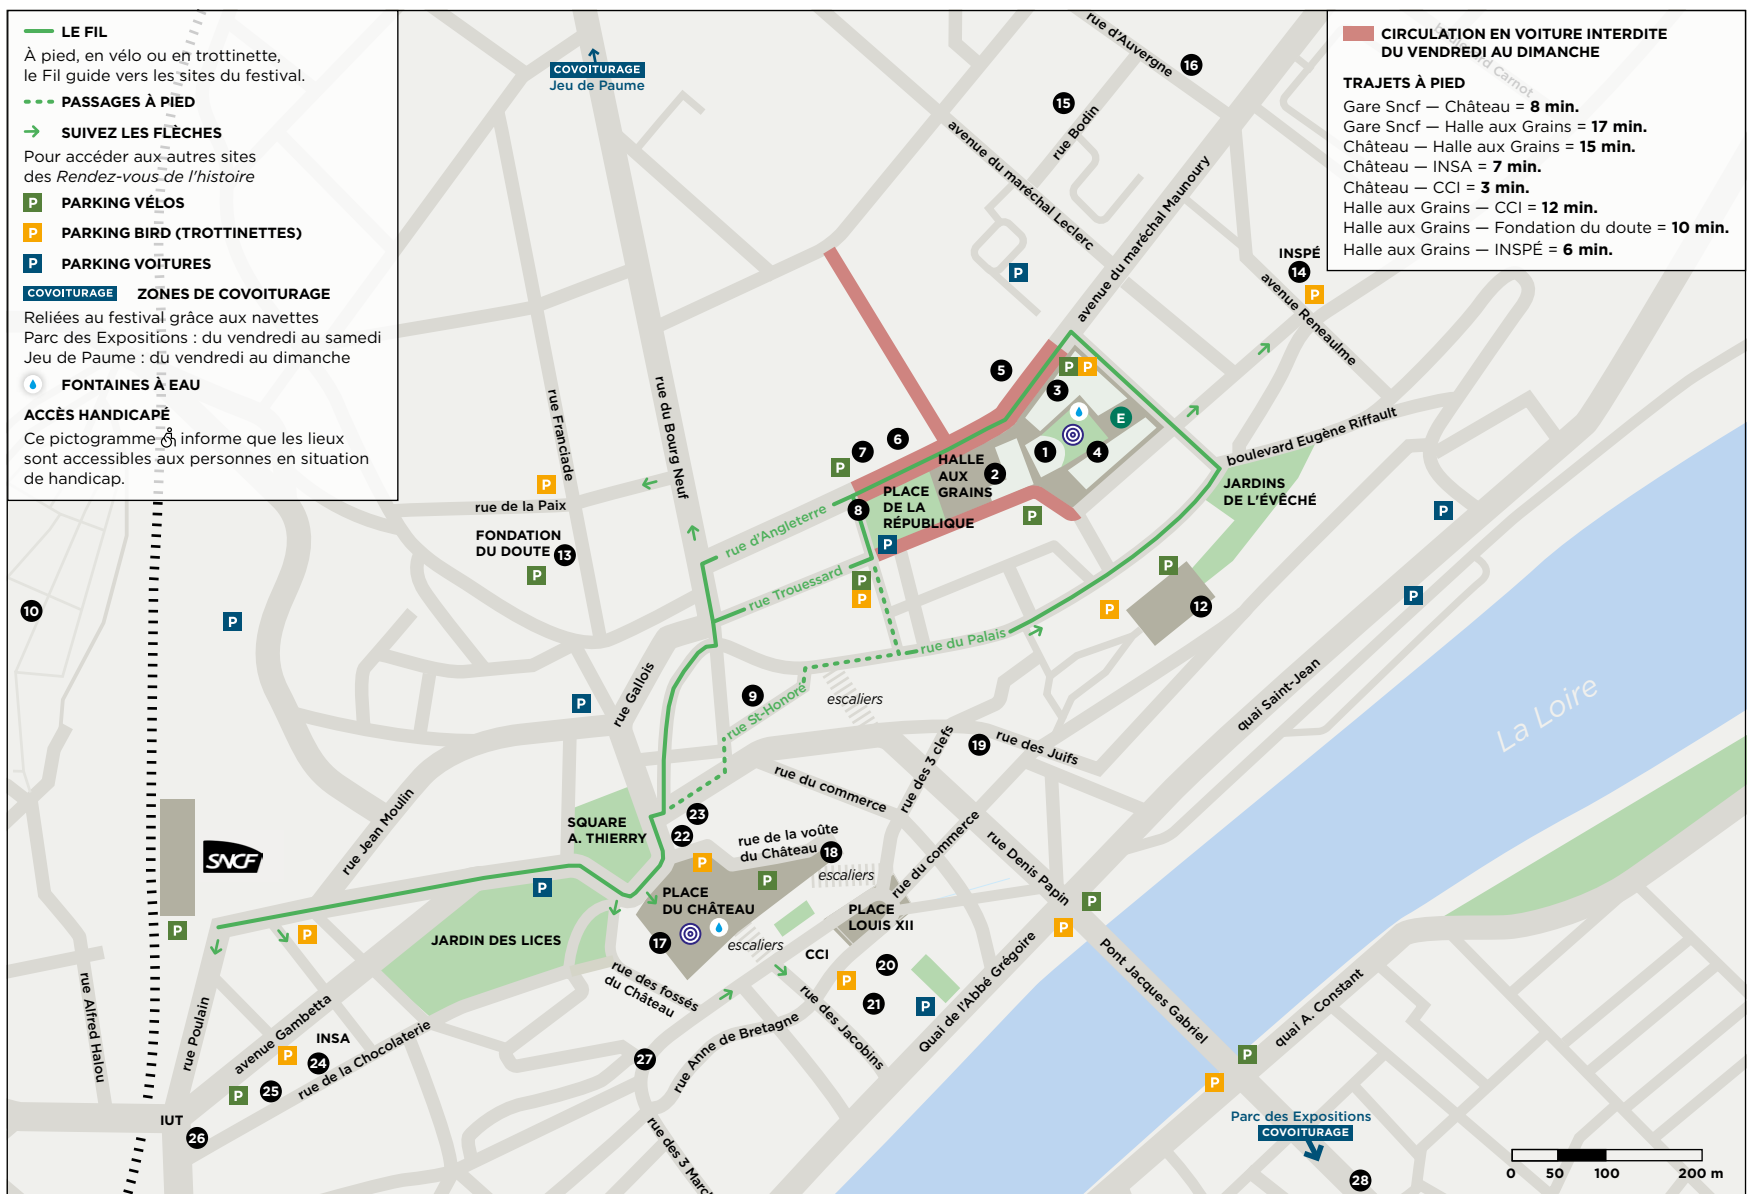 LE FIL
À pied, en vélo ou en trottinette,
le Fil guide vers les sites du festival.
PASSAGES À PIED
SUIVEZ LES FLÈCHES
Pour accéder aux autres sites
des Rendez-vous de l'histoire
P PARKING VÉLOS
P PARKING BIRD (TROTTINETTES)
P PARKING VOITURES
COVOITURAGE ZONES DE COVOITURAGE
Reliées au festival grâce aux navettes
Parc des Expositions : du vendredi au samedi
Jeu de Paume : du vendredi au dimanche
FONTAINES À EAU
ACCÈS HANDICAPÉ
Ce pictogramme informe que les lieux
sont accessibles aux personnes en situation
de handicap.
CIRCULATION EN VOITURE INTERDITE
DU VENDREDI AU DIMANCHE
TRAJETS À PIED
Gare Sncf — Château = 8 min.
Gare Sncf — Halle aux Grains = 17 min.
Château — Halle aux Grains = 15 min.
Château — INSA = 7 min.
Château — CCI = 3 min.
Halle aux Grains — CCI = 12 min.
Halle aux Grains — Fondation du doute = 10 min.
Halle aux Grains — INSPÉ = 6 min.
COVOITURAGE
Jeu de Paume
rue d'Auvergne
16
15
rue Bodin
avenue du maréchal Leclerc
avenue du maréchal Maunoury
P
INSPÉ
14
P
avenue Reneaulme
boulevard Eugène Riffault
5
P P
3
E
6
7
P
1
4
HALLE
AUX
GRAINS
2
PLACE
DE LA
RÉPUBLIQUE
8
P
P
JARDINS
DE L'ÉVÊCHÉ
P
P
rue Franciade
rue du Bourg Neuf
P
rue de la Paix
FONDATION
DU DOUTE
13
P
rue d'Angleterre
rue Trouessard
P
P
P
P
12
rue du Palais
10
P
P
rue Gallois
9
rue St-Honoré
escaliers
19
rue des Juifs
rue des 3 clefs
quai Saint-Jean
La Loire
rue du commerce
SQUARE
A. THIERRY
23
22
P
rue de la voûte
du Château
18
P
escaliers
rue du commerce
rue Denis Papin
rue Jean Moulin
SNCF
P
P
P
JARDIN DES LICES
PLACE
DU CHÂTEAU
17
escaliers
PLACE
LOUIS XII
CCI
20
P
21
P
P
P
rue des fossés
du Château
rue des Jacobins
Quai de l'Abbé Grégoire
Pont Jacques Gabriel
quai A. Constant
rue Alfred Halou
rue Poulain
avenue Gambetta
INSA
P
24
P
25
rue de la Chocolaterie
27
rue Anne de Bretagne
P
P
IUT
26
rue des 3 March
Parc des Expositions
COVOITURAGE
28
0 50 100 200 m